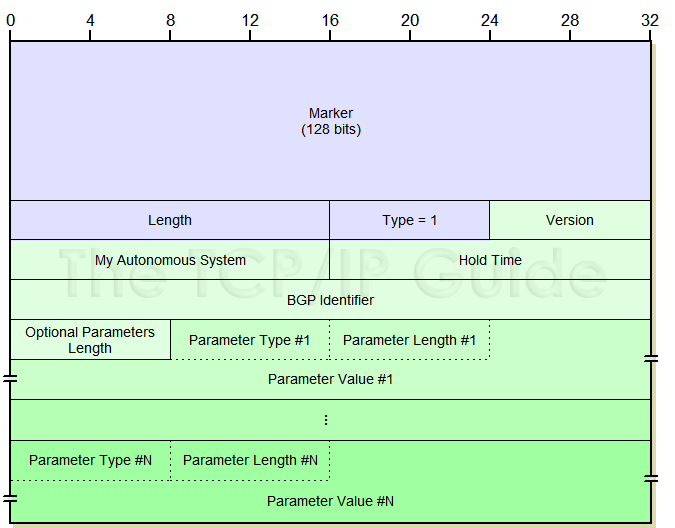 0 4 8 12 16 20 24 28 32
Marker
(128 bits)
Length Type = 1 Version
The TCP/IP Guide
My Autonomous System Hold Time
BGP Identifier
Optional Parameters
Length
Parameter Type #1 Parameter Length #1
Parameter Value #1
⋮
Parameter Type #N Parameter Length #N
Parameter Value #N